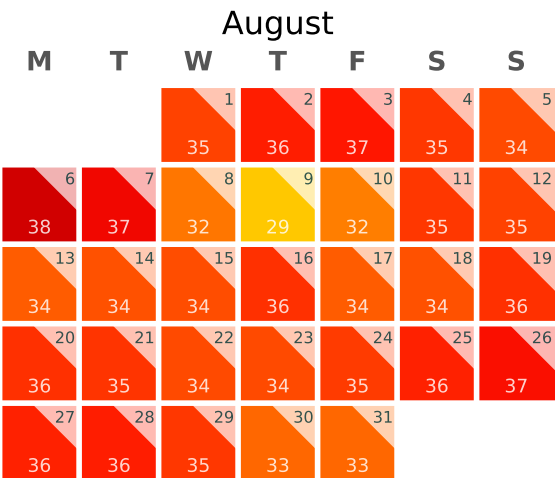 August
M T W T F S S
1 2 3 4 5
35 36 37 35 34
6 7 8 9 10 11 12
38 37 32 29 32 35 35
13 14 15 16 17 18 19
34 34 34 36 34 34 36
20 21 22 23 24 25 26
36 35 34 34 35 36 37
27 28 29 30 31
36 36 35 33 33